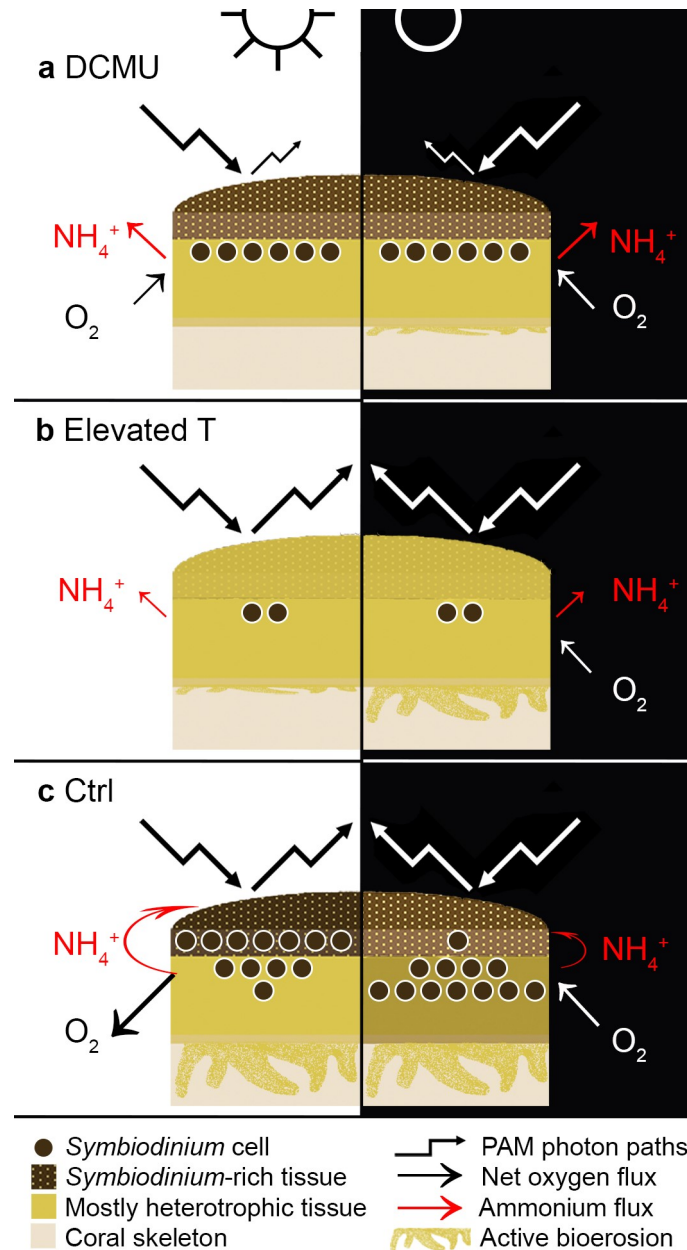 a DCMU
NH₄⁺ NH₄⁺
O₂ O₂
b Elevated T
NH₄⁺ NH₄⁺
O₂
c Ctrl
NH₄⁺ NH₄⁺
O₂ O₂
Symbiodinium cell PAM photon paths
Symbiodinium-rich tissue Net oxygen flux
Mostly heterotrophic tissue Ammonium flux
Coral skeleton Active bioerosion